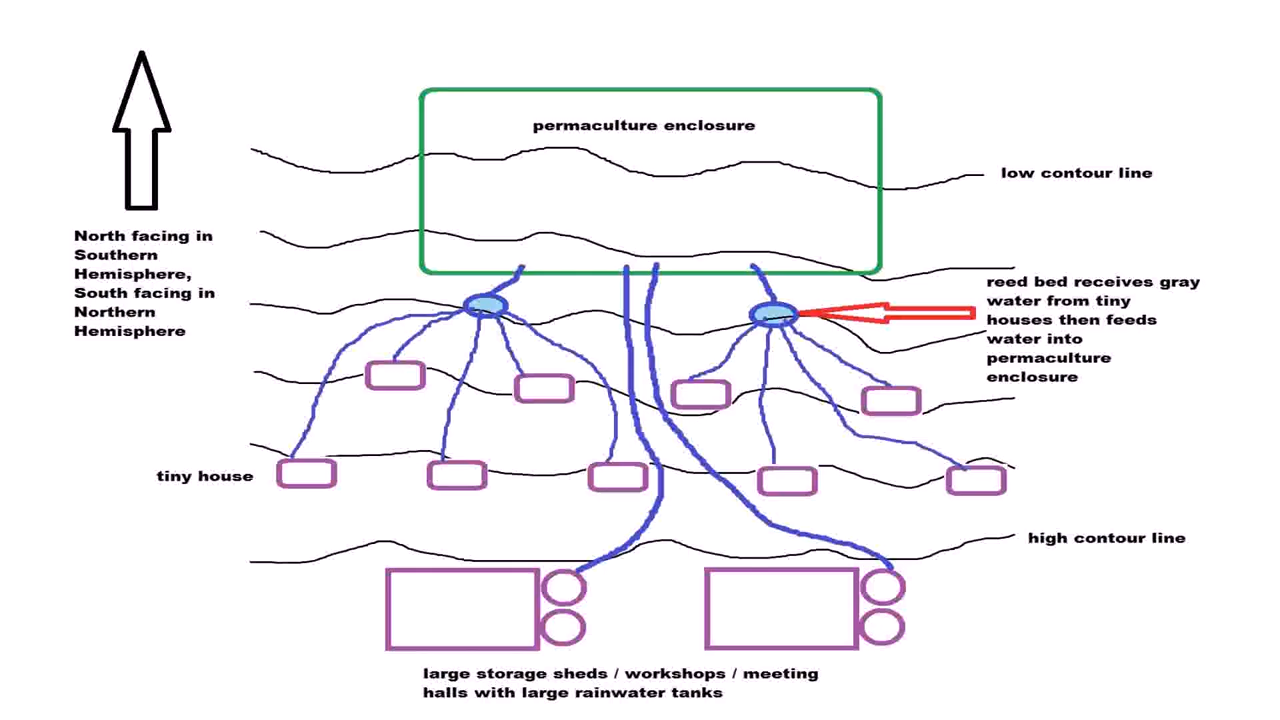 permaculture enclosure
low contour line
North facing in
Southern
Hemisphere,
South facing in
Northern
Hemisphere
reed bed receives gray
water from tiny
houses then feeds
water into
permaculture
enclosure
tiny house
high contour line
large storage sheds / workshops / meeting
halls with large rainwater tanks